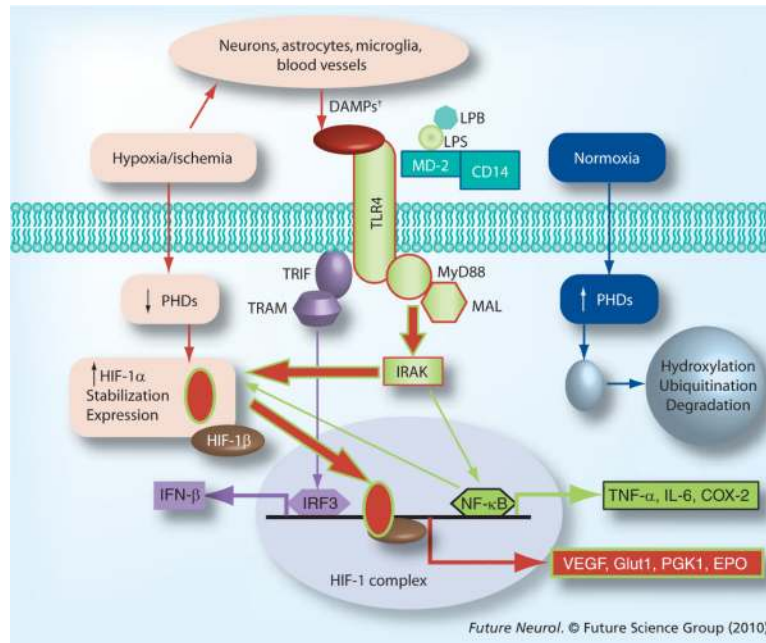 Neurons, astrocytes, microglia,
blood vessels
DAMPs†
LPB
LPS
MD-2
CD14
Hypoxia/ischemia
Normoxia
TLR4
TRIF
MyD88
TRAM
MAL
↓ PHDs
↑ PHDs
IRAK
↑HIF-1α
Stabilization
Expression
HIF-1β
Hydroxylation
Ubiquitination
Degradation
IFN-β
IRF3
NF-κB
TNF-α, IL-6, COX-2
VEGF, Glut1, PGK1, EPO
HIF-1 complex
Future Neurol. © Future Science Group (2010)